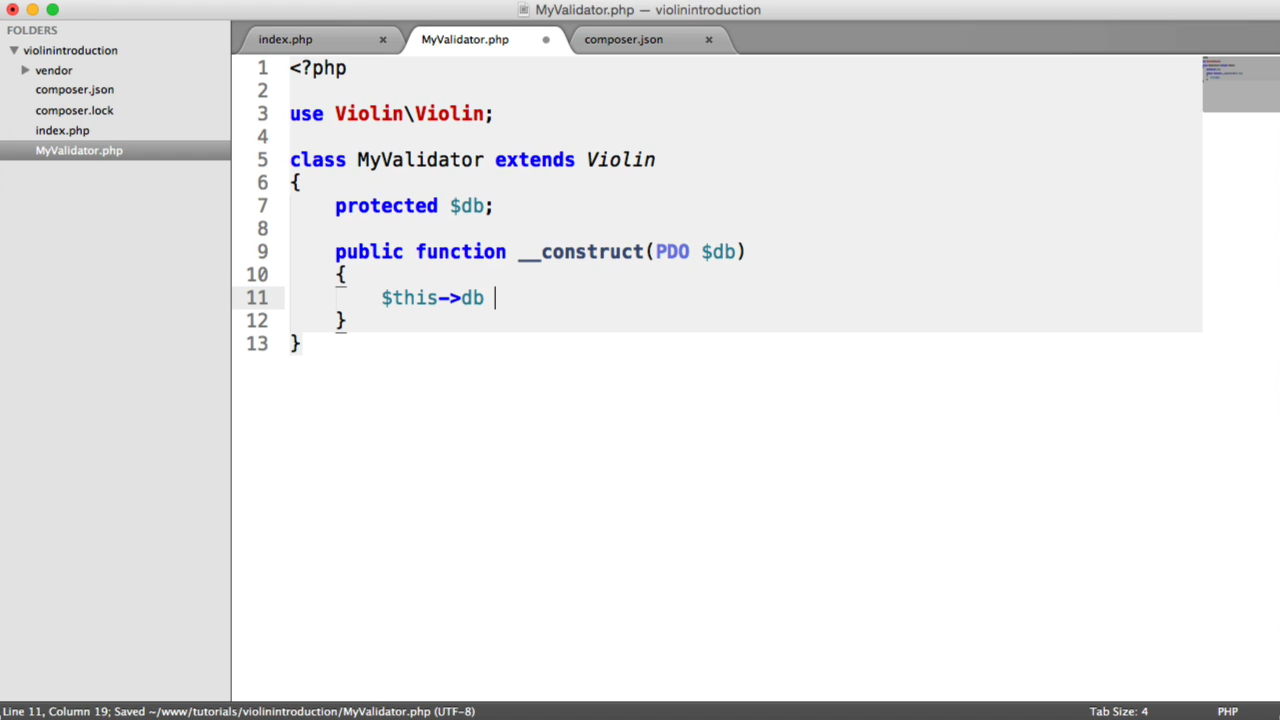 MyValidator.php — violinintroduction
FOLDERS
violinintroduction
vendor
composer.json
composer.lock
index.php
MyValidator.php
index.php × MyValidator.php composer.json ×
1 <?php
2
3 use Violin\Violin;
4
5 class MyValidator extends Violin
6 {
7 protected $db;
8
9 public function __construct(PDO $db)
10 {
11 $this->db
12 }
13 }
Line 11, Column 19; Saved ~/www/tutorials/violinintroduction/MyValidator.php (UTF-8) Tab Size: 4 PHP